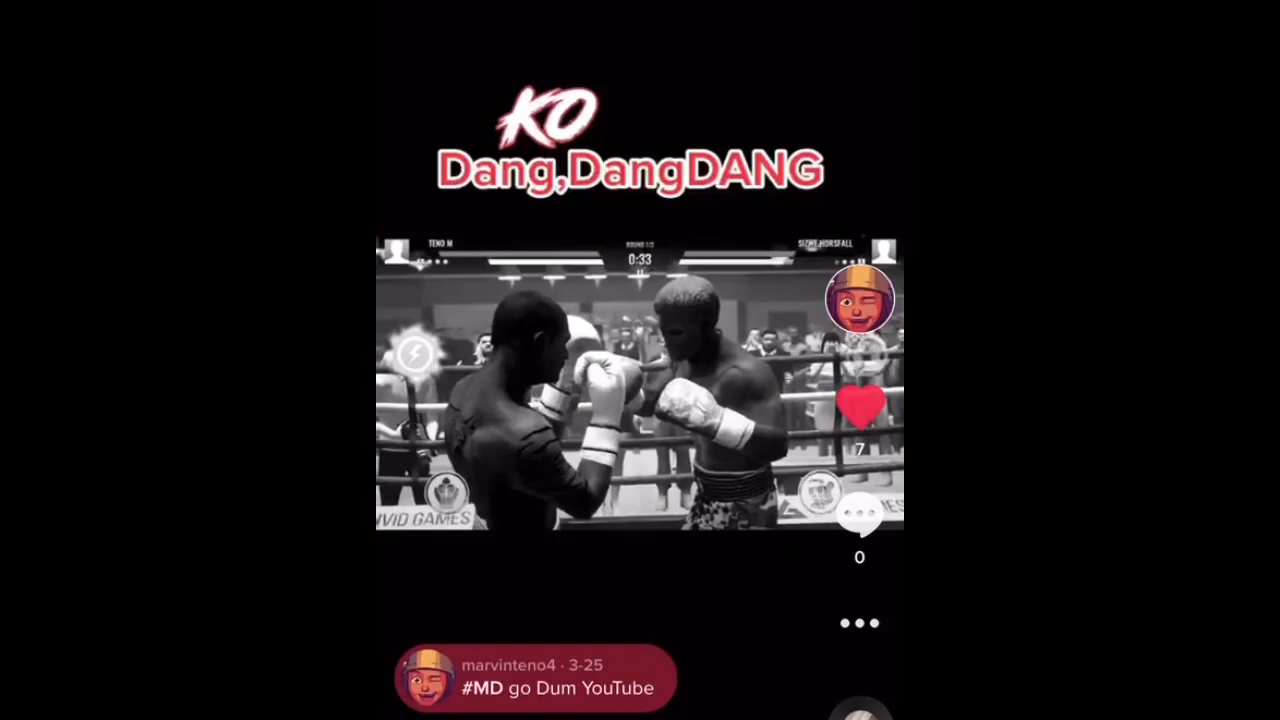 KO
Dang,DangDANG
TENO M
ROUND 1/3
SIZWE HORSFALL
0:33
7
NVID GAMES
0
marvinteno4 · 3-25
#MD go Dum YouTube